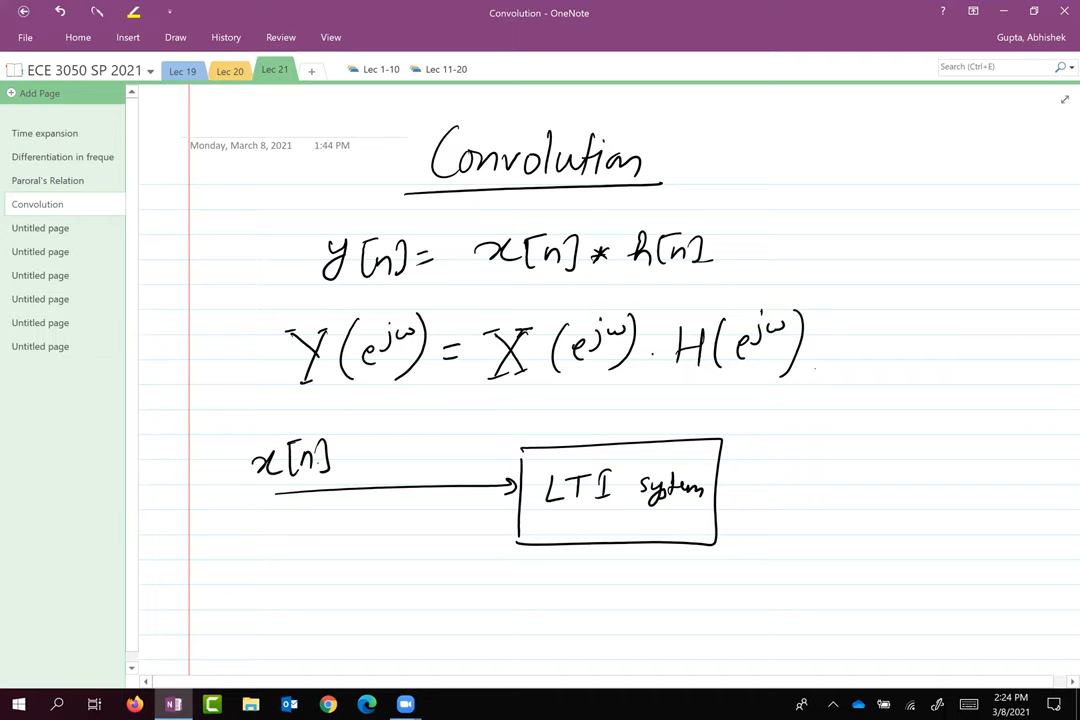 Convolution - OneNote
?
File Home Insert Draw History Review View
Gupta, Abhishek
ECE 3050 SP 2021
Lec 19
Lec 20
Lec 21
Lec 1-10
Lec 11-20
Search (Ctrl+E)
Add Page
Time expansion
Differentiation in freque
Paroral's Relation
Convolution
Untitled page
Untitled page
Untitled page
Untitled page
Untitled page
Untitled page
Monday, March 8, 2021 1:44 PM
Convolution
y[n] = x[n] * h[n]
Y(e^{jω}) = X(e^{jω}) . H(e^{jω})
x[n]
LTI system
2:24 PM
3/8/2021